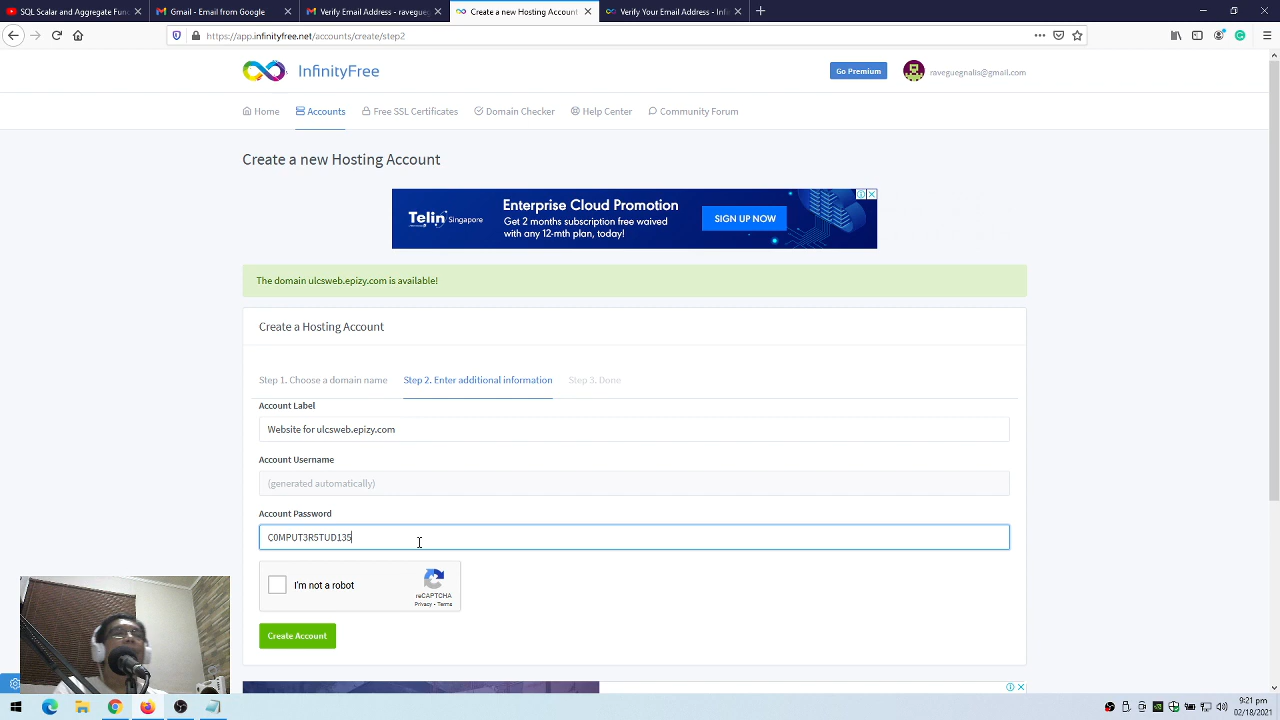 SQL Scalar and Aggregate Func
Gmail - Email from Google
Verify Email Address - ravegueg
Create a new Hosting Account
Verify Your Email Address - Infi
https://app.infinityfree.net/accounts/create/step2
InfinityFree
Go Premium
raveguegnalis@gmail.com
Home
Accounts
Free SSL Certificates
Domain Checker
Help Center
Community Forum
Create a new Hosting Account
Telin Singapore
Enterprise Cloud Promotion
Get 2 months subscription free waived
with any 12-mth plan, today!
SIGN UP NOW
The domain ulcsweb.epizy.com is available!
Create a Hosting Account
Step 1. Choose a domain name
Step 2. Enter additional information
Step 3. Done
Account Label
Website for ulcsweb.epizy.com
Account Username
(generated automatically)
Account Password
C0MPUT3R5TUD135
I'm not a robot
reCAPTCHA
Privacy - Terms
Create Account
9:21 pm
02/18/2021